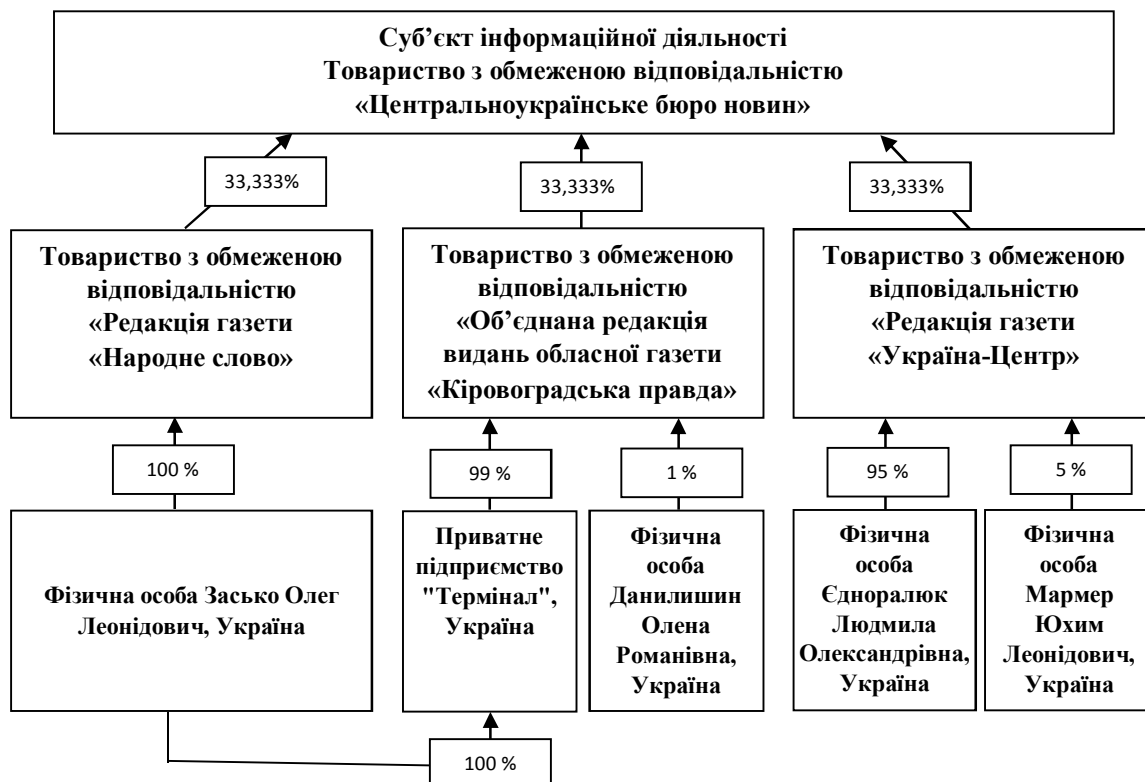 Суб’єкт інформаційної діяльності
Товариство з обмеженою відповідальністю
«Центральноукраїнське бюро новин»
33,333%
33,333%
33,333%
Товариство з обмеженою
відповідальністю
«Редакція газети
«Народне слово»
Товариство з обмеженою
відповідальністю
«Об’єднана редакція
видань обласної газети
«Кіровоградська правда»
Товариство з обмеженою
відповідальністю
«Редакція газети
«Україна-Центр»
100 %
99 %
1 %
95 %
5 %
Фізична особа Засько Олег
Леонідович, Україна
Приватне
підприємство
"Термінал",
Україна
Фізична
особа
Данилишин
Олена
Романівна,
Україна
Фізична
особа
Єдноралюк
Людмила
Олександрівна,
Україна
Фізична
особа
Мармер
Юхим
Леонідович,
Україна
100 %